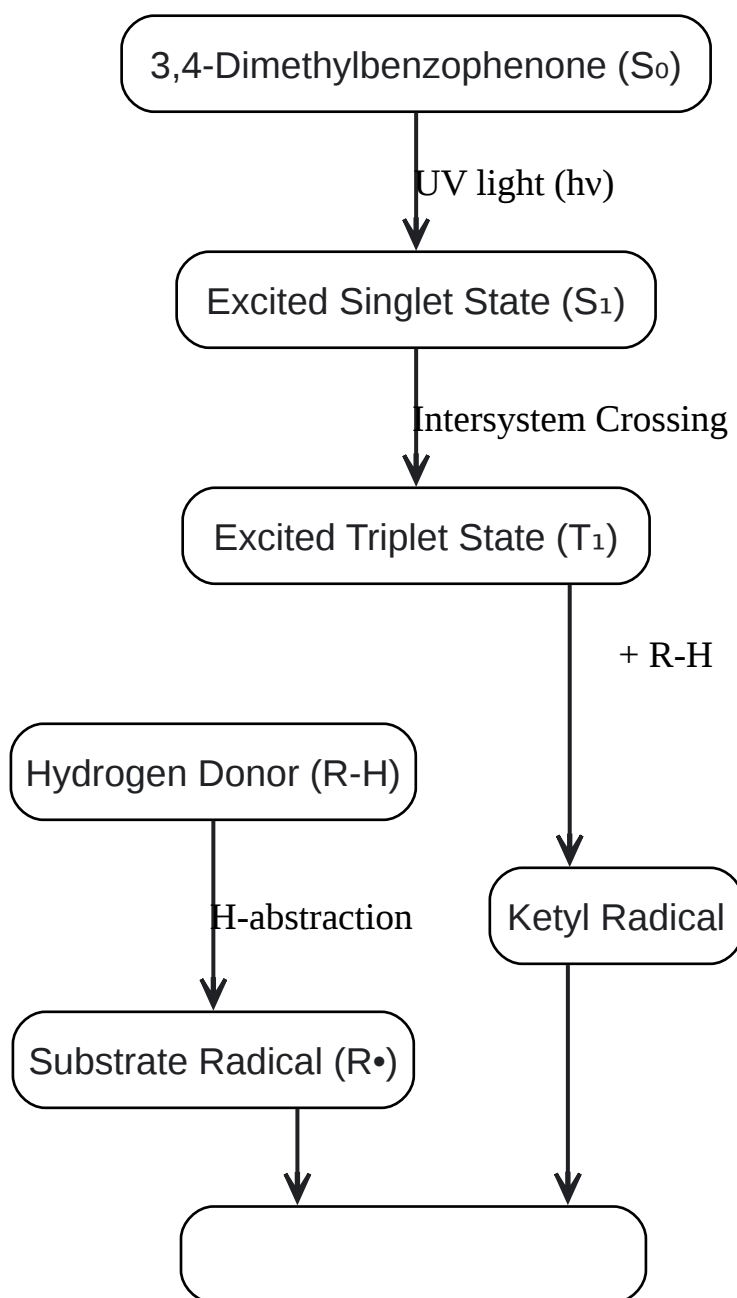 3,4-Dimethylbenzophenone (S₀)
UV light (hν)
Excited Singlet State (S₁)
Intersystem Crossing
Excited Triplet State (T₁)
+ R-H
Hydrogen Donor (R-H)
H-abstraction
Ketyl Radical
Substrate Radical (R•)